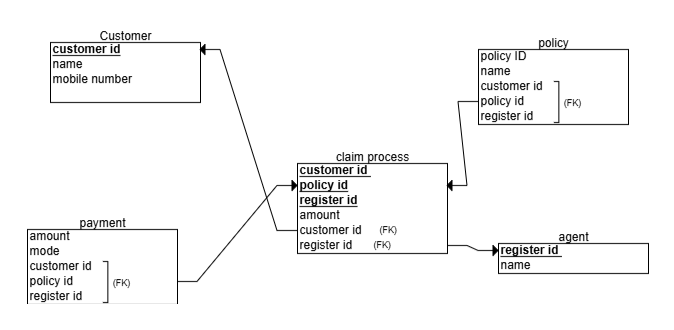 Customer
customer id
name
mobile number
policy
policy ID
name
customer id
policy id
register id
(FK)
claim process
customer id
policy id
register id
amount
customer id (FK)
register id (FK)
payment
amount
mode
customer id
policy id
register id
(FK)
agent
register id
name